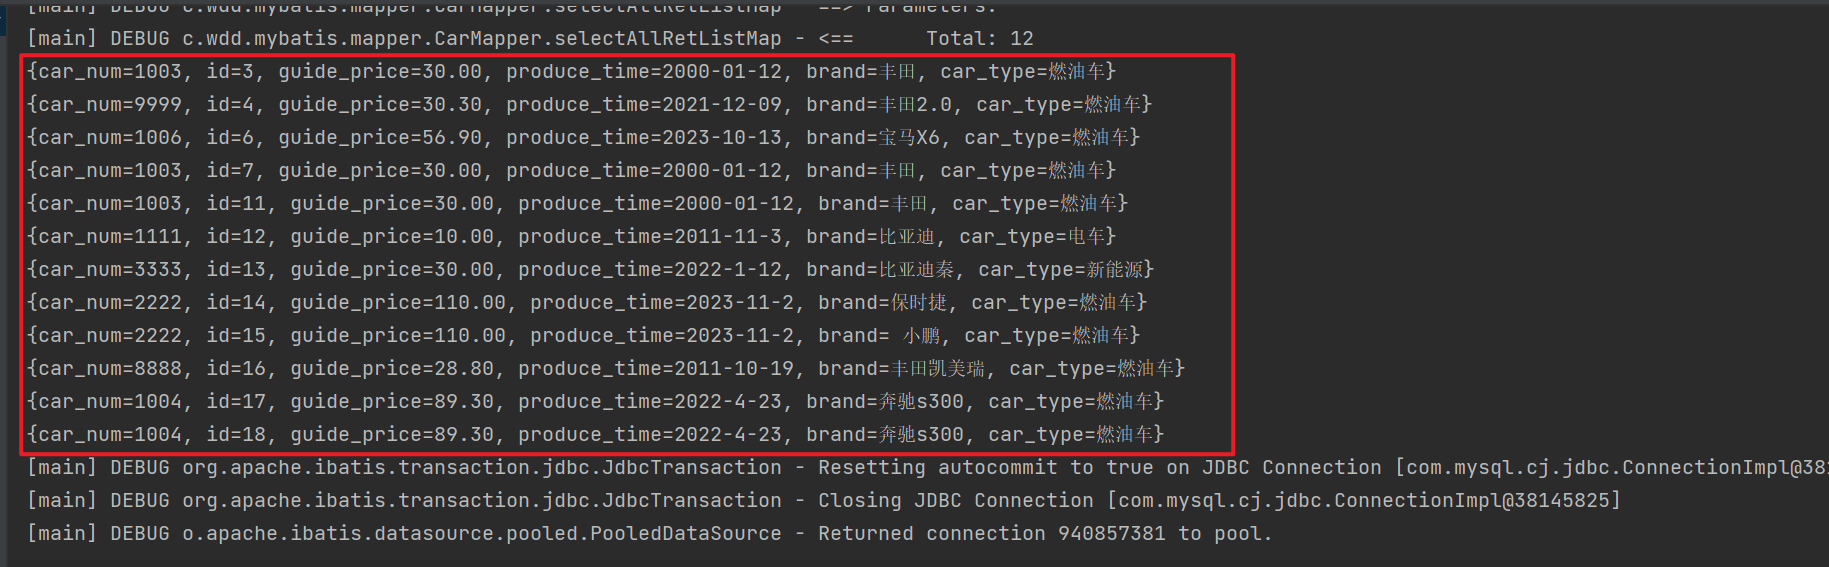 [main] DEBUG c.wdd.mybatis.mapper.CarMapper.selectAllRetListMap - ==> Parameters:
[main] DEBUG c.wdd.mybatis.mapper.CarMapper.selectAllRetListMap - <==      Total: 12
{car_num=1003, id=3, guide_price=30.00, produce_time=2000-01-12, brand=丰田, car_type=燃油车}
{car_num=9999, id=4, guide_price=30.30, produce_time=2021-12-09, brand=丰田2.0, car_type=燃油车}
{car_num=1006, id=6, guide_price=56.90, produce_time=2023-10-13, brand=宝马X6, car_type=燃油车}
{car_num=1003, id=7, guide_price=30.00, produce_time=2000-01-12, brand=丰田, car_type=燃油车}
{car_num=1003, id=11, guide_price=30.00, produce_time=2000-01-12, brand=丰田, car_type=燃油车}
{car_num=1111, id=12, guide_price=10.00, produce_time=2011-11-3, brand=比亚迪, car_type=电车}
{car_num=3333, id=13, guide_price=30.00, produce_time=2022-1-12, brand=比亚迪秦, car_type=新能源}
{car_num=2222, id=14, guide_price=110.00, produce_time=2023-11-2, brand=保时捷, car_type=燃油车}
{car_num=2222, id=15, guide_price=110.00, produce_time=2023-11-2, brand= 小鹏, car_type=燃油车}
{car_num=8888, id=16, guide_price=28.80, produce_time=2011-10-19, brand=丰田凯美瑞, car_type=燃油车}
{car_num=1004, id=17, guide_price=89.30, produce_time=2022-4-23, brand=奔驰s300, car_type=燃油车}
{car_num=1004, id=18, guide_price=89.30, produce_time=2022-4-23, brand=奔驰s300, car_type=燃油车}
[main] DEBUG org.apache.ibatis.transaction.jdbc.JdbcTransaction - Resetting autocommit to true on JDBC Connection [com.mysql.cj.jdbc.ConnectionImpl@381
[main] DEBUG org.apache.ibatis.transaction.jdbc.JdbcTransaction - Closing JDBC Connection [com.mysql.cj.jdbc.ConnectionImpl@38145825]
[main] DEBUG o.apache.ibatis.datasource.pooled.PooledDataSource - Returned connection 940857381 to pool.